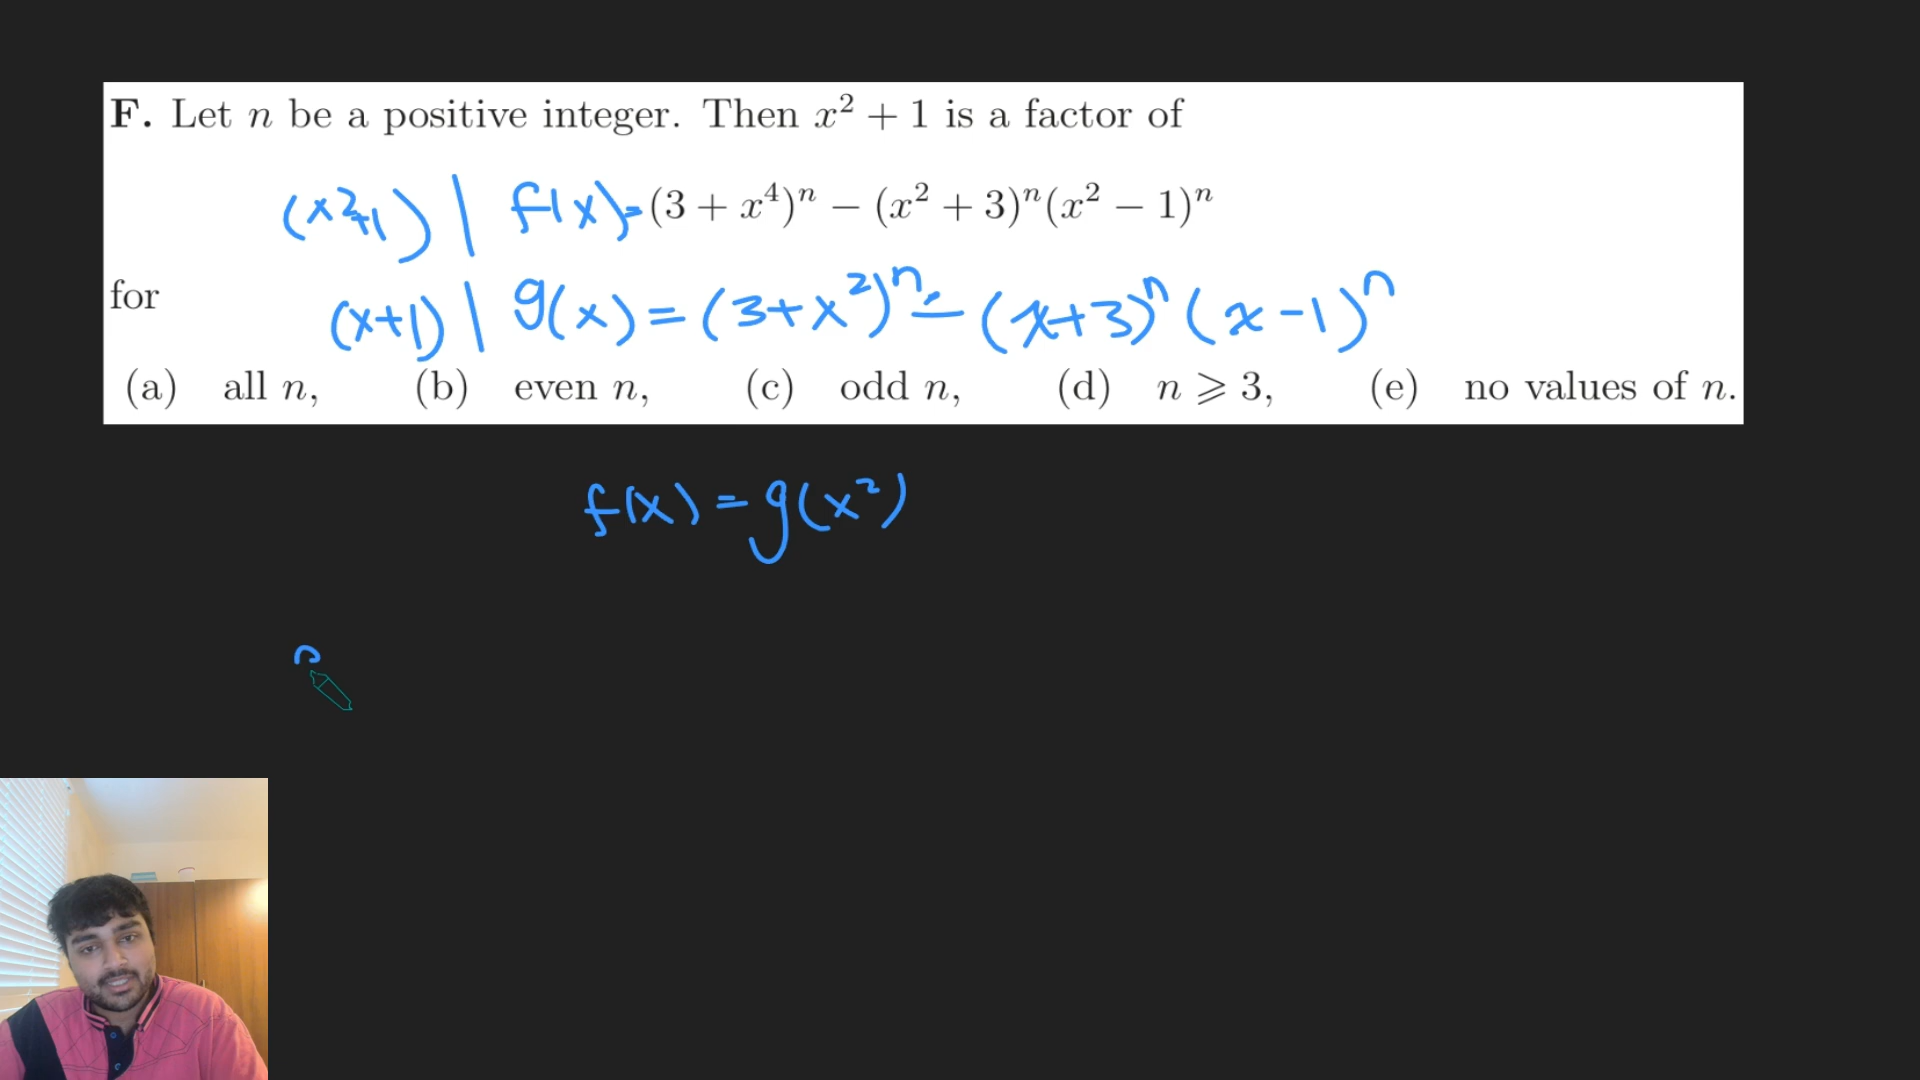 F. Let n be a positive integer. Then x² + 1 is a factor of
(x²+1) | f(x)= (3 + x⁴)ⁿ − (x² + 3)ⁿ(x² − 1)ⁿ
for
(x+1) | g(x) = (3+x²)ⁿ − (x+3)ⁿ (x−1)ⁿ
(a) all n, (b) even n, (c) odd n, (d) n ⩾ 3, (e) no values of n.
f(x) = g(x²)